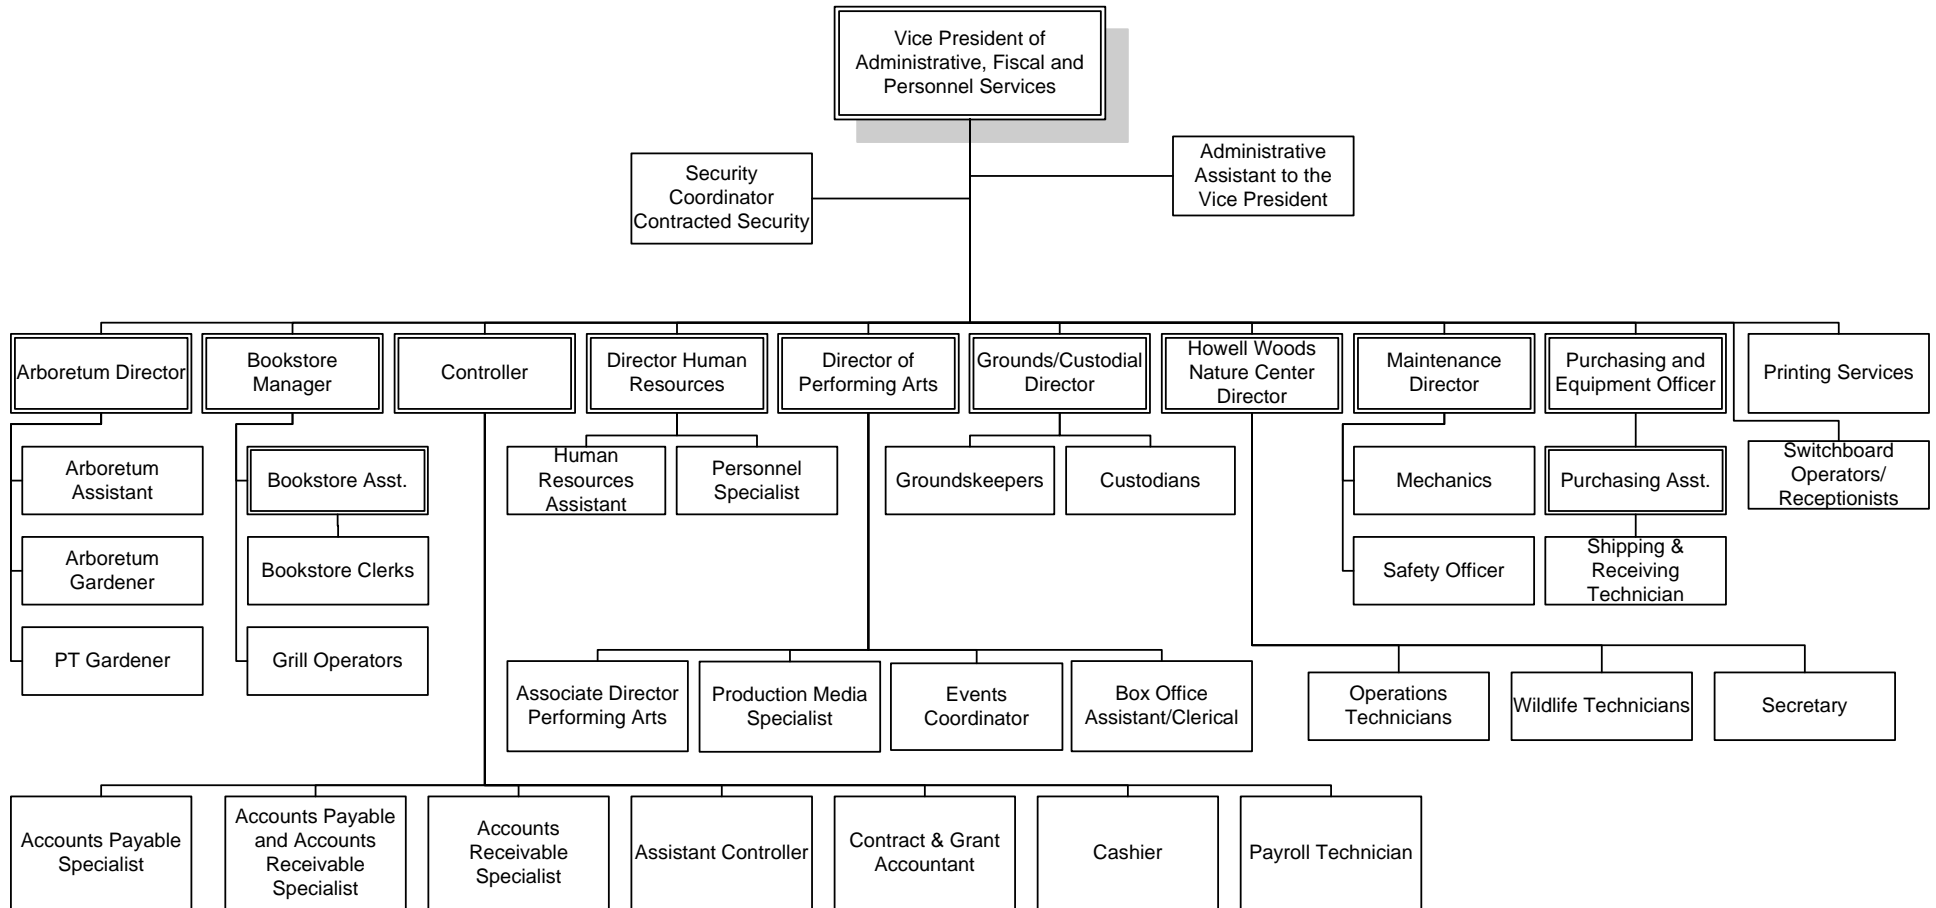 Vice President of
Administrative, Fiscal and
Personnel Services
Administrative
Assistant to the
Vice President
Security
Coordinator
Contracted Security
Arboretum Director
Bookstore
Manager
Controller
Director Human
Resources
Director of
Performing Arts
Grounds/Custodial
Director
Howell Woods
Nature Center
Director
Maintenance
Director
Purchasing and
Equipment Officer
Printing Services
Arboretum
Assistant
Bookstore Asst.
Human
Resources
Assistant
Personnel
Specialist
Groundskeepers
Custodians
Mechanics
Purchasing Asst.
Switchboard
Operators/
Receptionists
Arboretum
Gardener
Bookstore Clerks
Safety Officer
Shipping &
Receiving
Technician
PT Gardener
Grill Operators
Associate Director
Performing Arts
Production Media
Specialist
Events
Coordinator
Box Office
Assistant/Clerical
Operations
Technicians
Wildlife Technicians
Secretary
Accounts Payable
Specialist
Accounts Payable
and Accounts
Receivable
Specialist
Accounts
Receivable
Specialist
Assistant Controller
Contract & Grant
Accountant
Cashier
Payroll Technician